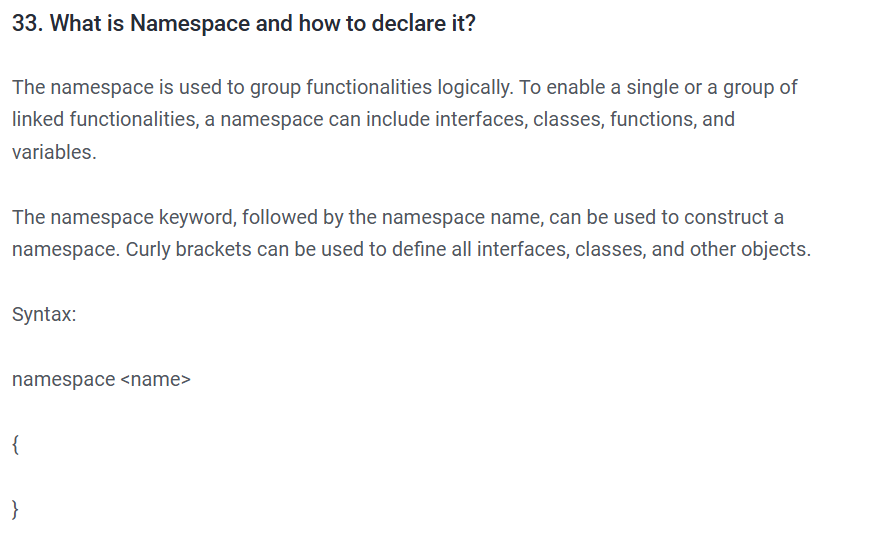 33. What is Namespace and how to declare it?
The namespace is used to group functionalities logically. To enable a single or a group of
linked functionalities, a namespace can include interfaces, classes, functions, and
variables.
The namespace keyword, followed by the namespace name, can be used to construct a
namespace. Curly brackets can be used to define all interfaces, classes, and other objects.
Syntax:
namespace <name>
{
}